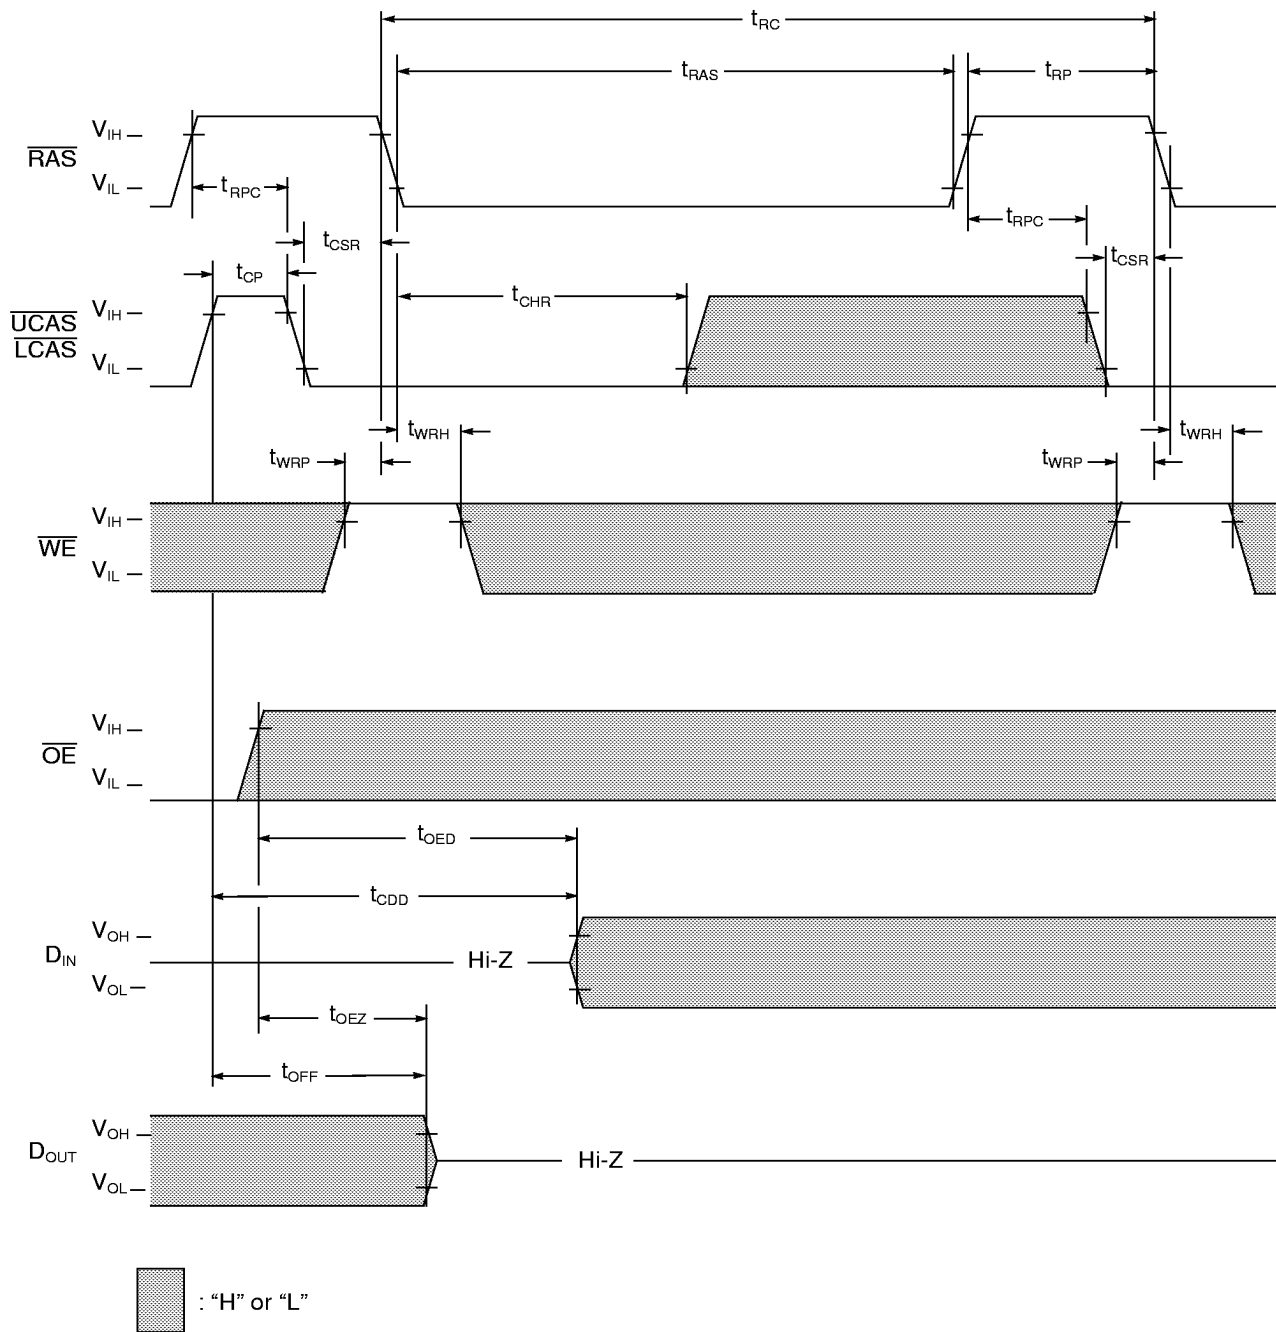 tRC
tRAS
tRP
VIH
RAS
VIL
tRPC
tRPC
tCSR
tCSR
tCP
tCHR
VIH
UCAS
LCAS
VIL
tWRH
tWRH
tWRP
tWRP
VIH
WE
VIL
VIH
OE
VIL
tOED
tCDD
VOH
DIN
Hi-Z
VOL
tOEZ
tOFF
VOH
DOUT
Hi-Z
VOL
: “H” or “L”